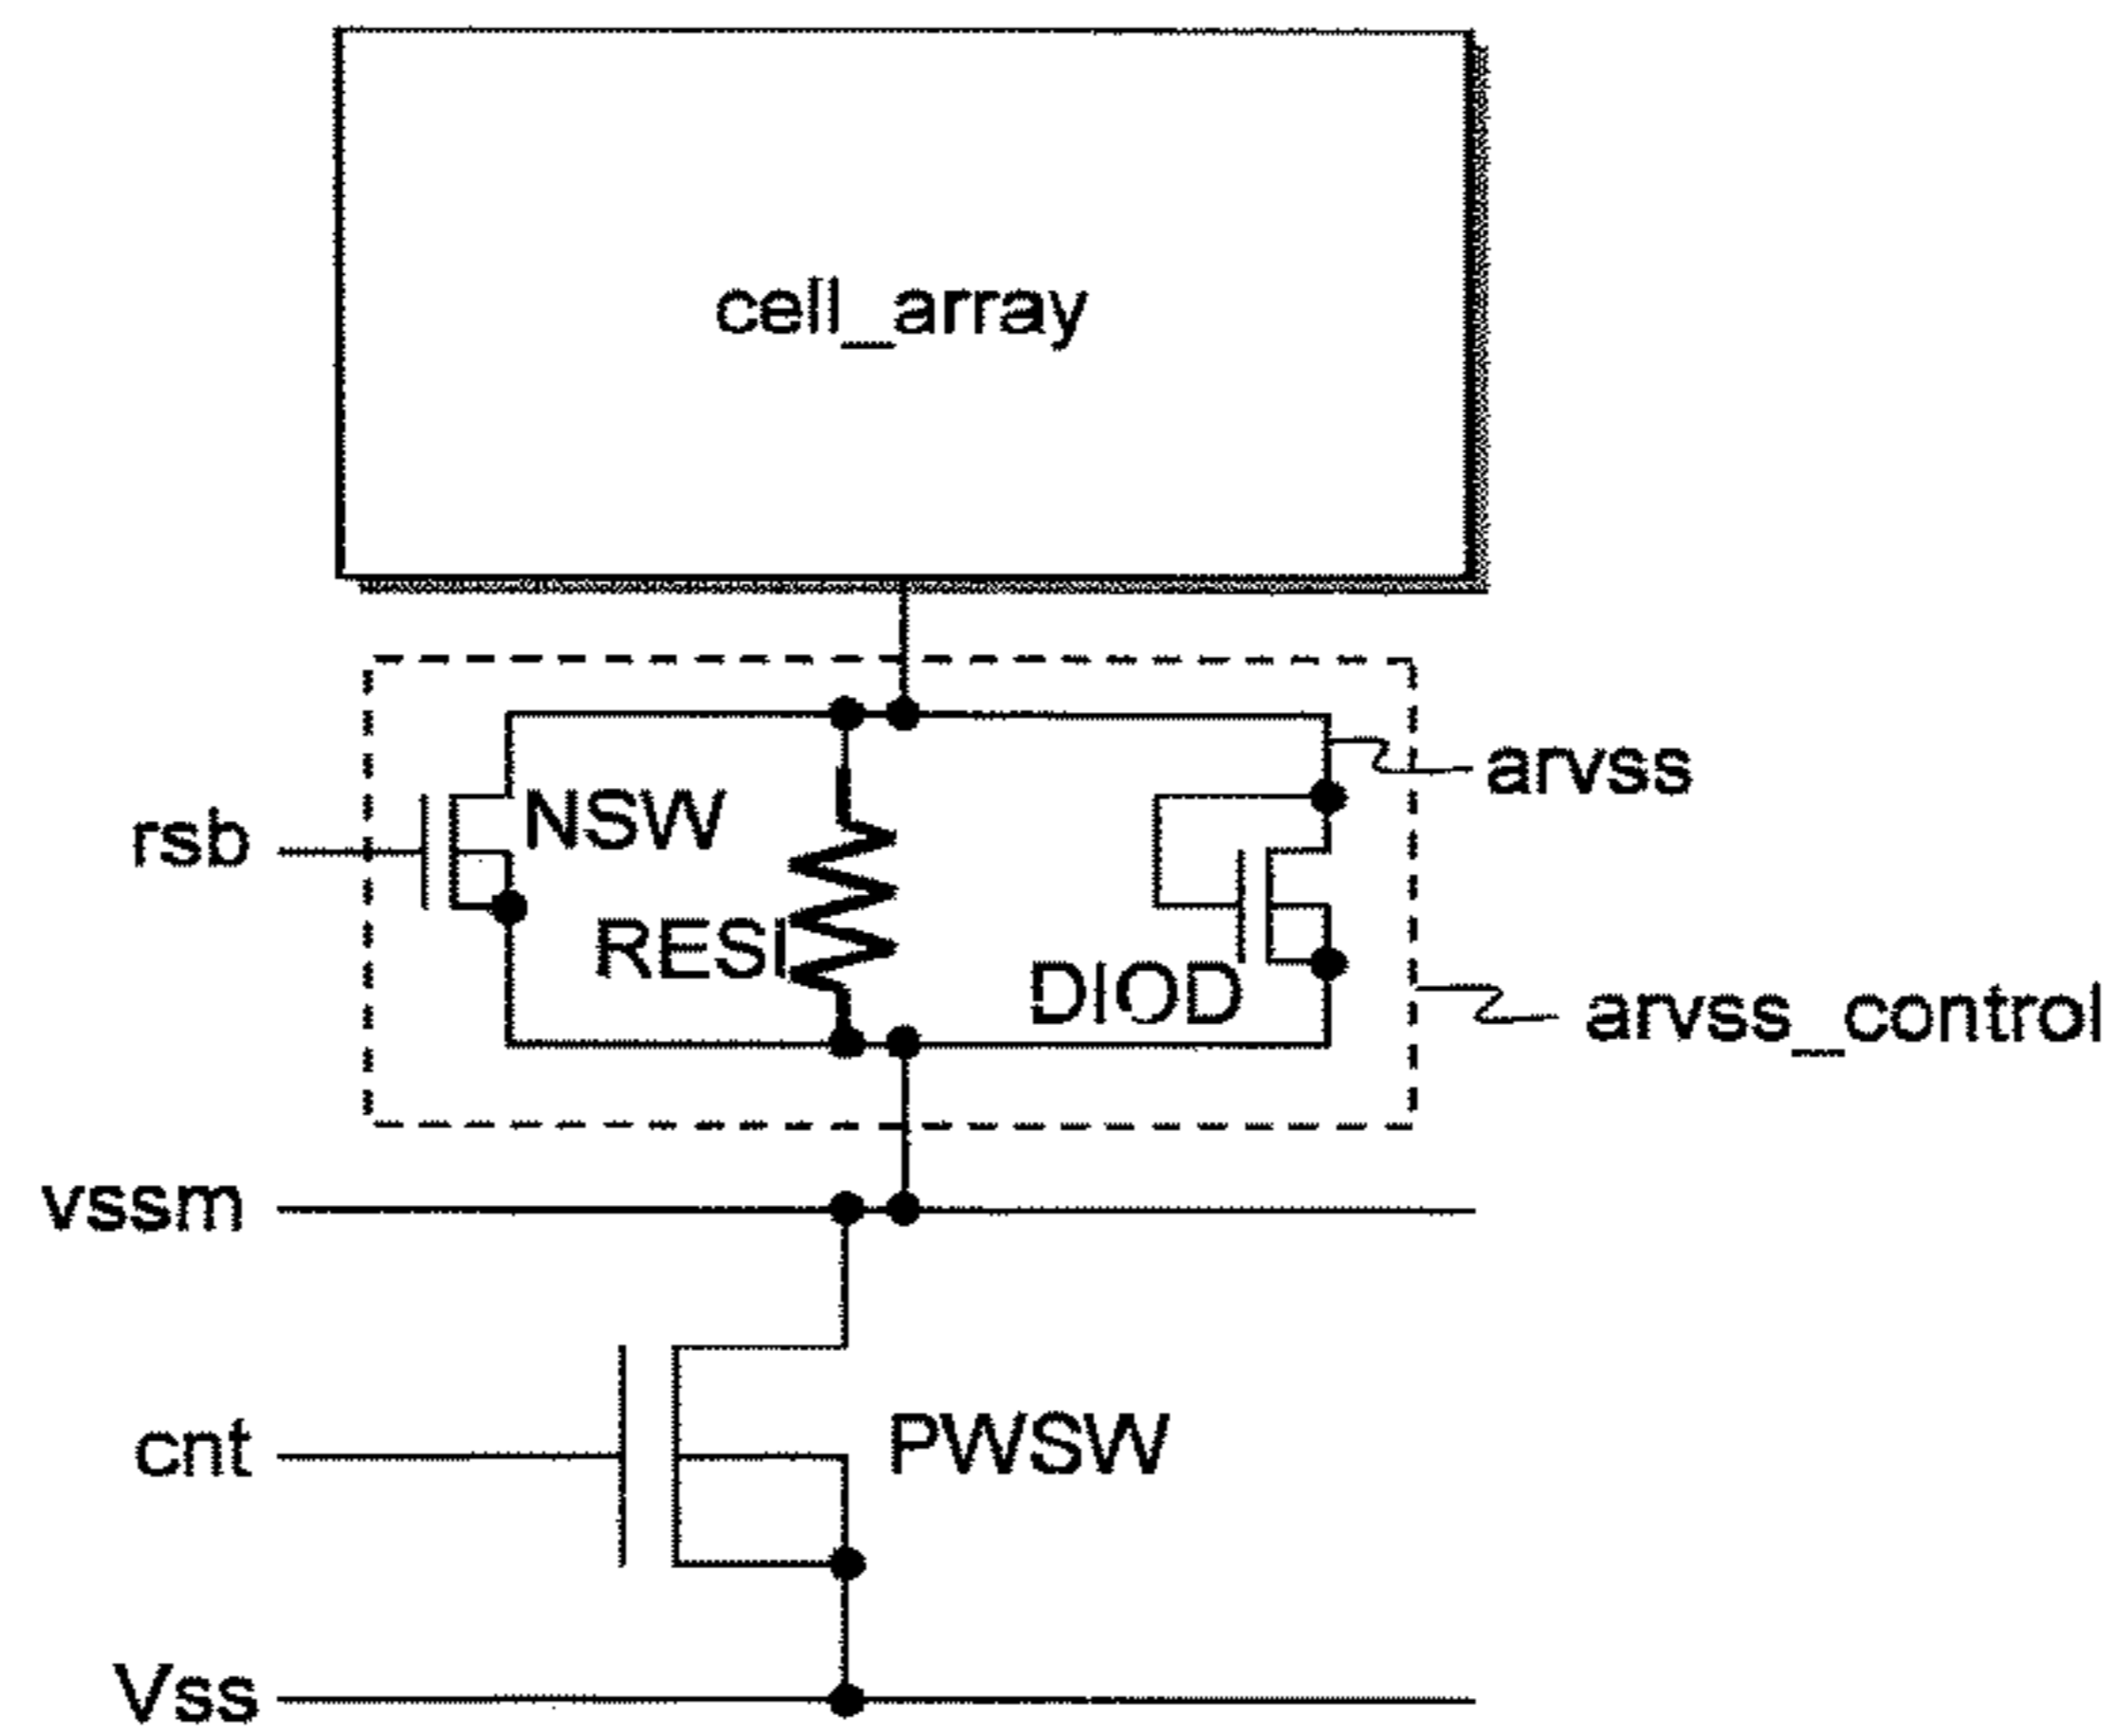 cell_array
arvss
rsb
NSW
RESI
DIOD
arvss_control
vssm
cnt
PWSW
Vss